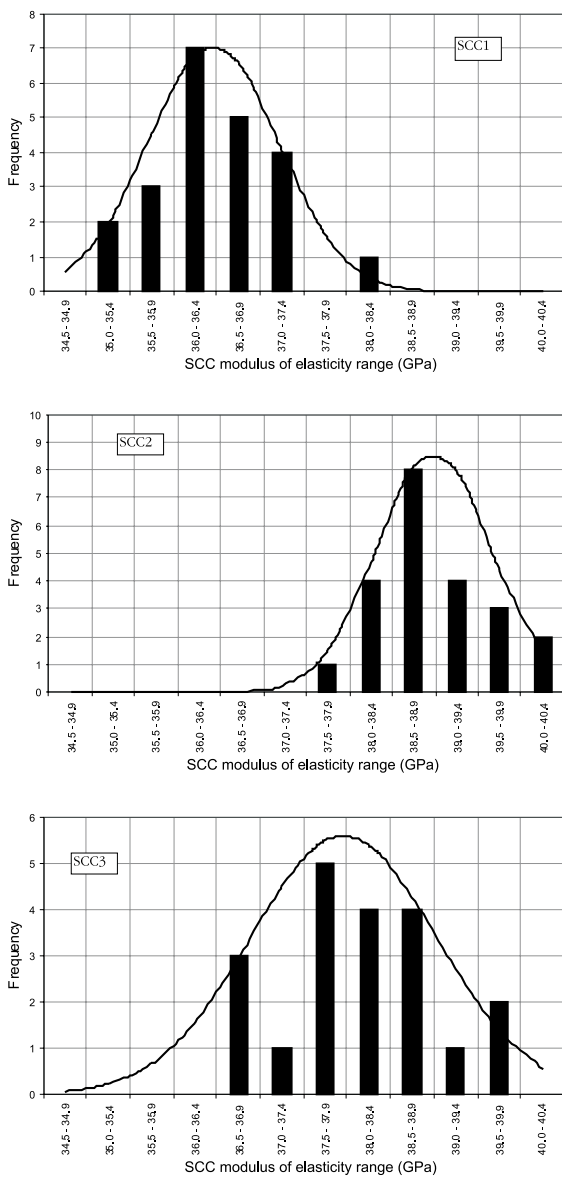 SCC1
Frequency
8
7
6
5
4
3
2
1
0
34.5 - 34.9
35.0 - 35.4
35.5 - 35.9
36.0 - 36.4
36.5 - 36.9
37.0 - 37.4
37.5 - 37.9
38.0 - 38.4
38.5 - 38.9
39.0 - 39.4
39.5 - 39.9
40.0 - 40.4
SCC modulus of elasticity range (GPa)
SCC2
Frequency
10
9
8
7
6
5
4
3
2
1
0
34.5 - 34.9
35.0 - 35.4
35.5 - 35.9
36.0 - 36.4
36.5 - 36.9
37.0 - 37.4
37.5 - 37.9
38.0 - 38.4
38.5 - 38.9
39.0 - 39.4
39.5 - 39.9
40.0 - 40.4
SCC modulus of elasticity range (GPa)
SCC3
Frequency
6
5
4
3
2
1
0
34.5 - 34.9
35.0 - 35.4
35.5 - 35.9
36.0 - 36.4
36.5 - 36.9
37.0 - 37.4
37.5 - 37.9
38.0 - 38.4
38.5 - 38.9
39.0 - 39.4
39.5 - 39.9
40.0 - 40.4
SCC modulus of elasticity range (GPa)